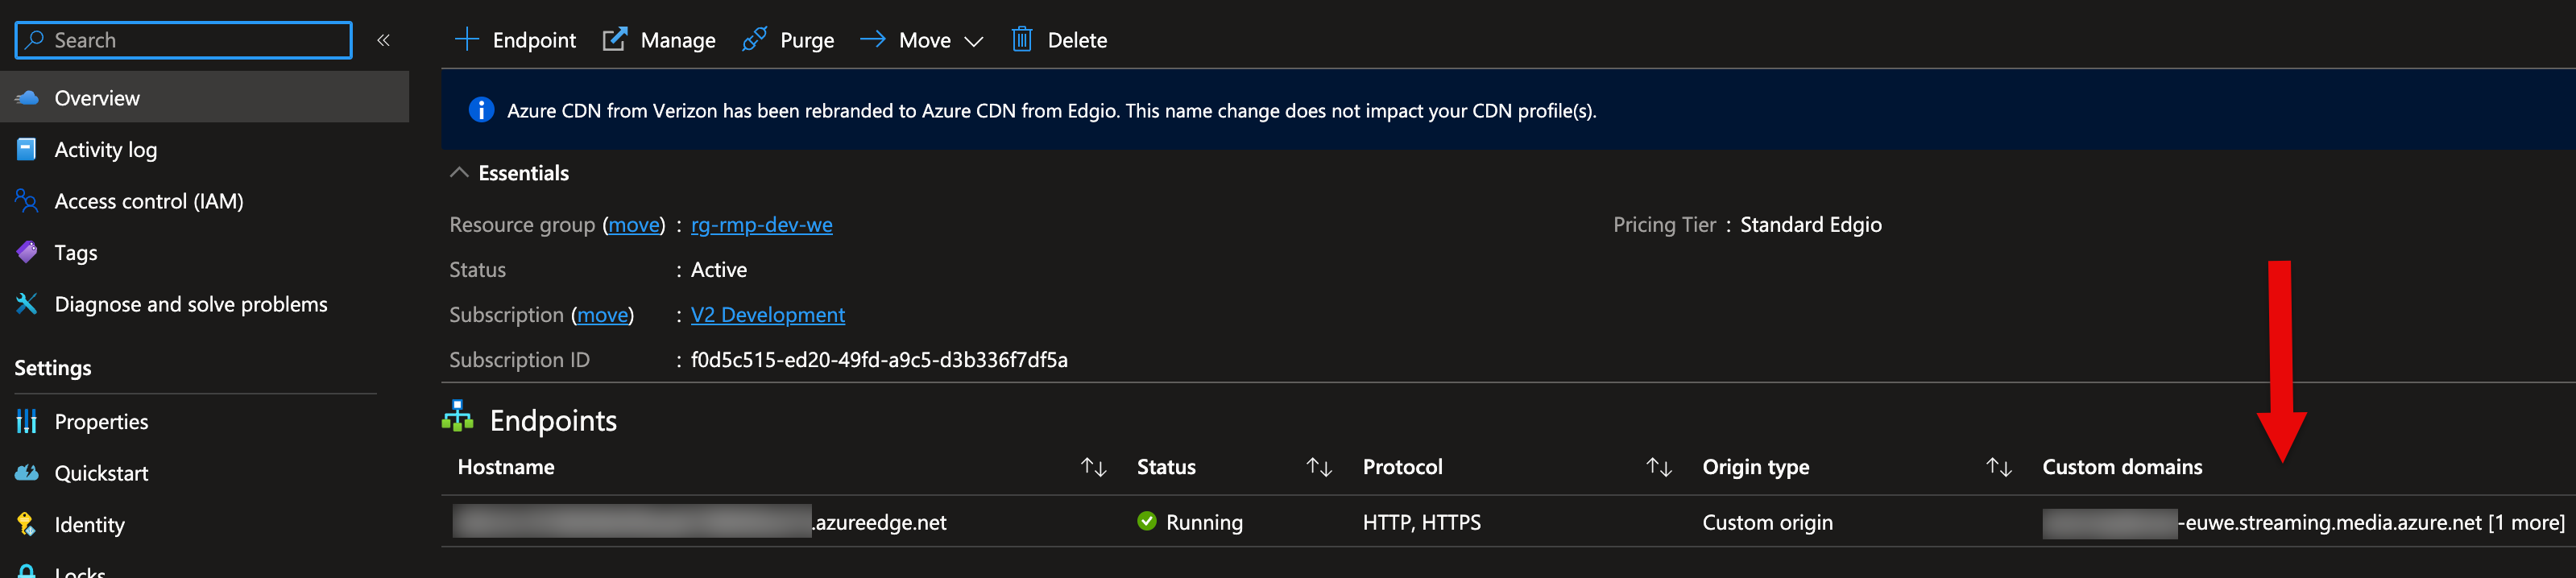 Search
«
Endpoint
Manage
Purge
Move
Delete
Overview
Activity log
Access control (IAM)
Tags
Diagnose and solve problems
Settings
Properties
Quickstart
Identity
Locks
Azure CDN from Verizon has been rebranded to Azure CDN from Edgio. This name change does not impact your CDN profile(s).
Essentials
Resource group (move) : rg-rmp-dev-we
Pricing Tier : Standard Edgio
Status : Active
Subscription (move) : V2 Development
Subscription ID : f0d5c515-ed20-49fd-a9c5-d3b336f7df5a
Endpoints
Hostname ↑↓ Status ↑↓ Protocol ↑↓ Origin type ↑↓ Custom domains
.azureedge.net Running HTTP, HTTPS Custom origin -euwe.streaming.media.azure.net [1 more]